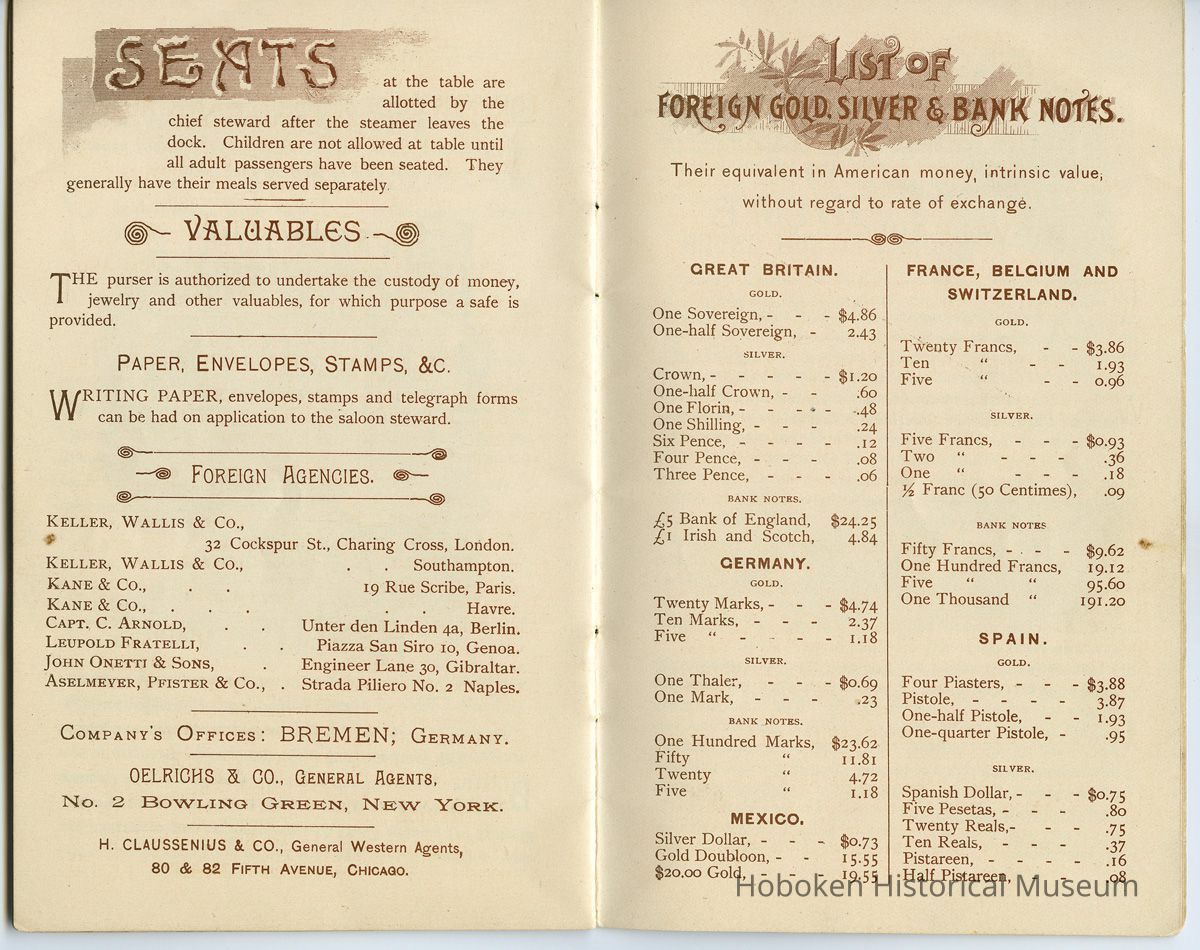 SEATS
at the table are
allotted by the
chief steward after the steamer leaves the
dock. Children are not allowed at table until
all adult passengers have been seated. They
generally have their meals served separately.
VALUABLES
THE purser is authorized to undertake the custody of money,
jewelry and other valuables, for which purpose a safe is
provided.
PAPER, ENVELOPES, STAMPS, &C.
WRITING PAPER, envelopes, stamps and telegraph forms
can be had on application to the saloon steward.
FOREIGN AGENCIES.
KELLER, WALLIS & CO.,
32 Cockspur St., Charing Cross, London.
KELLER, WALLIS & CO., . . Southampton.
KANE & CO., . . 19 Rue Scribe, Paris.
KANE & CO., . . . . . Havre.
CAPT. C. ARNOLD, . . Unter den Linden 4a, Berlin.
LEUPOLD FRATELLI, . . Piazza San Siro 10, Genoa.
JOHN ONETTI & SONS, . Engineer Lane 30, Gibraltar.
ASELMEYER, PFISTER & CO., . Strada Piliero No. 2 Naples.
COMPANY'S OFFICES: BREMEN; GERMANY.
OELRICHS & CO., GENERAL AGENTS,
No. 2 BOWLING GREEN, NEW YORK.
H. CLAUSSENIUS & CO., General Western Agents,
80 & 82 FIFTH AVENUE, CHICAGO.
LIST OF
FOREIGN GOLD, SILVER & BANK NOTES.
Their equivalent in American money, intrinsic value,
without regard to rate of exchange.
GREAT BRITAIN.
GOLD.
One Sovereign, - - - $4.86
One-half Sovereign, - 2.43
SILVER.
Crown, - - - - - $1.20
One-half Crown, - - .60
One Florin, - - - - .48
One Shilling, - - - .24
Six Pence, - - - - .12
Four Pence, - - - .08
Three Pence, - - - .06
BANK NOTES.
£5 Bank of England, $24.25
£1 Irish and Scotch, 4.84
GERMANY.
GOLD.
Twenty Marks, - - - $4.74
Ten Marks, - - - 2.37
Five “ - - - - 1.18
SILVER.
One Thaler, - - - $0.69
One Mark, - - - .23
BANK NOTES.
One Hundred Marks, $23.62
Fifty “ 11.81
Twenty “ 4.72
Five “ 1.18
MEXICO.
Silver Dollar, - - - $0.73
Gold Doubloon, - - 15.55
$20.00 Gold, - - - 19.55
FRANCE, BELGIUM AND
SWITZERLAND.
GOLD.
Twenty Francs, - - $3.86
Ten “ - - 1.93
Five “ - - 0.96
SILVER.
Five Francs, - - - $0.93
Two “ - - - .36
One “ - - - .18
½ Franc (50 Centimes), .09
BANK NOTES
Fifty Francs, - - - $9.62
One Hundred Francs, 19.12
Five “ “ 95.60
One Thousand “ 191.20
SPAIN.
GOLD.
Four Piasters, - - - $3.88
Pistole, - - - - 3.87
One-half Pistole, - - 1.93
One-quarter Pistole, - .95
SILVER.
Spanish Dollar, - - - $0.75
Five Pesetas, - - - .80
Twenty Reals, - - - .75
Ten Reals, - - - - .37
Pistareen, - - - - .16
Half Pistareen, - - .08
Hoboken Historical Museum